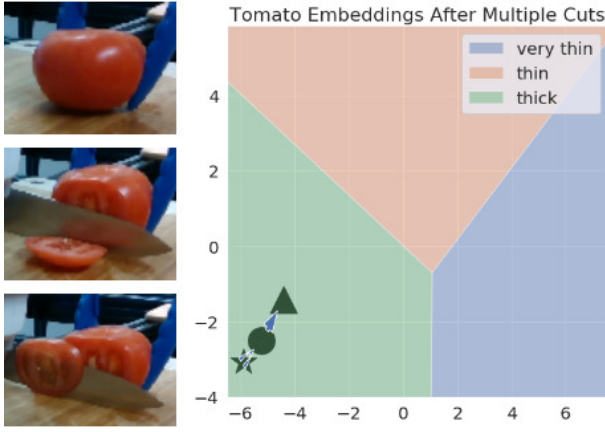 Tomato Embeddings After Multiple Cuts
very thin
thin
thick
4
2
0
−2
−4
−6 −4 −2 0 2 4 6